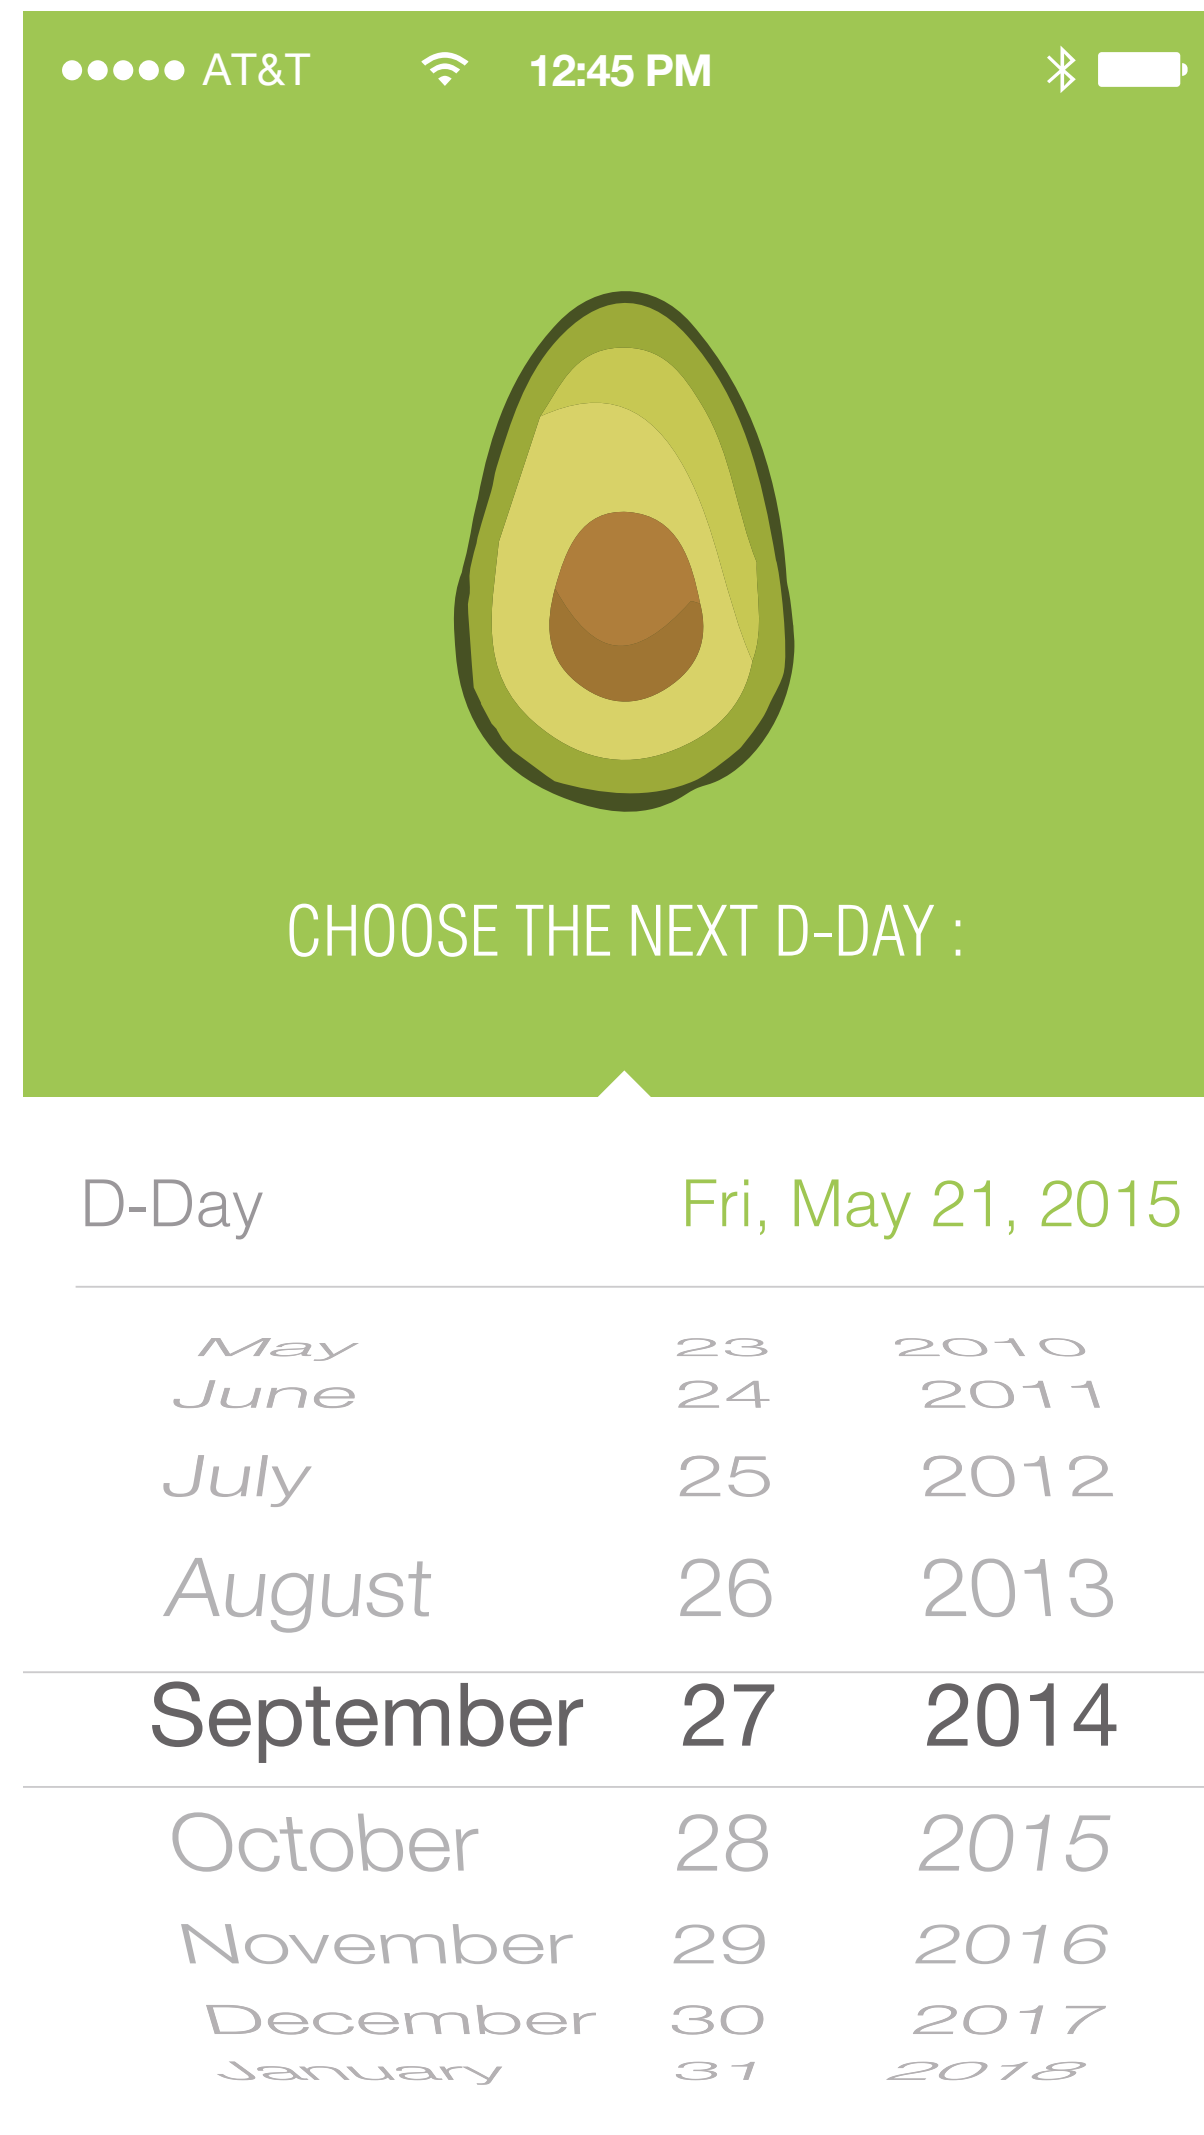 AT&T 12:45 PM
CHOOSE THE NEXT D-DAY :
D-Day Fri, May 21, 2015
May 23 2010
June 24 2011
July 25 2012
August 26 2013
September 27 2014
October 28 2015
November 29 2016
December 30 2017
January 31 2018